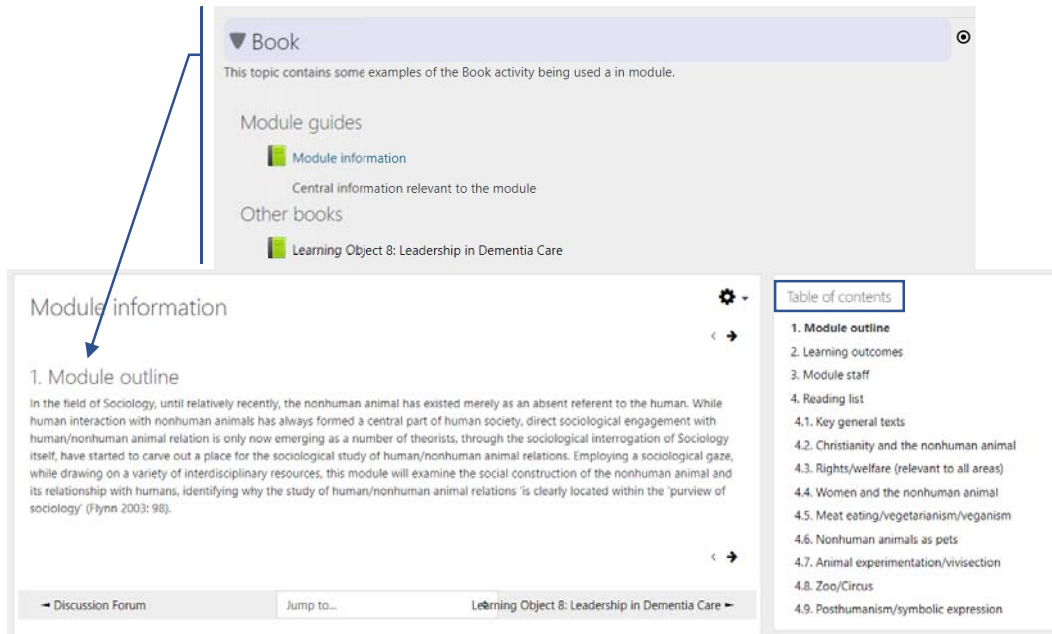 Book
This topic contains some examples of the Book activity being used a in module.
Module guides
Module information
Central information relevant to the module
Other books
Learning Object 8: Leadership in Dementia Care
Module information
1. Module outline
In the field of Sociology, until relatively recently, the nonhuman animal has existed merely as an absent referent to the human. While
human interaction with nonhuman animals has always formed a central part of human society, direct sociological engagement with
human/nonhuman animal relation is only now emerging as a number of theorists, through the sociological interrogation of Sociology
itself, have started to carve out a place for the sociological study of human/nonhuman animal relations. Employing a sociological gaze,
while drawing on a variety of interdisciplinary resources, this module will examine the social construction of the nonhuman animal and
its relationship with humans, identifying why the study of human/nonhuman animal relations 'is clearly located within the 'purview of
sociology' (Flynn 2003: 98).
◄ Discussion Forum
Jump to...
Learning Object 8: Leadership in Dementia Care ►
Table of contents
1. Module outline
2. Learning outcomes
3. Module staff
4. Reading list
4.1. Key general texts
4.2. Christianity and the nonhuman animal
4.3. Rights/welfare (relevant to all areas)
4.4. Women and the nonhuman animal
4.5. Meat eating/vegetarianism/veganism
4.6. Nonhuman animals as pets
4.7. Animal experimentation/vivisection
4.8. Zoo/Circus
4.9. Posthumanism/symbolic expression